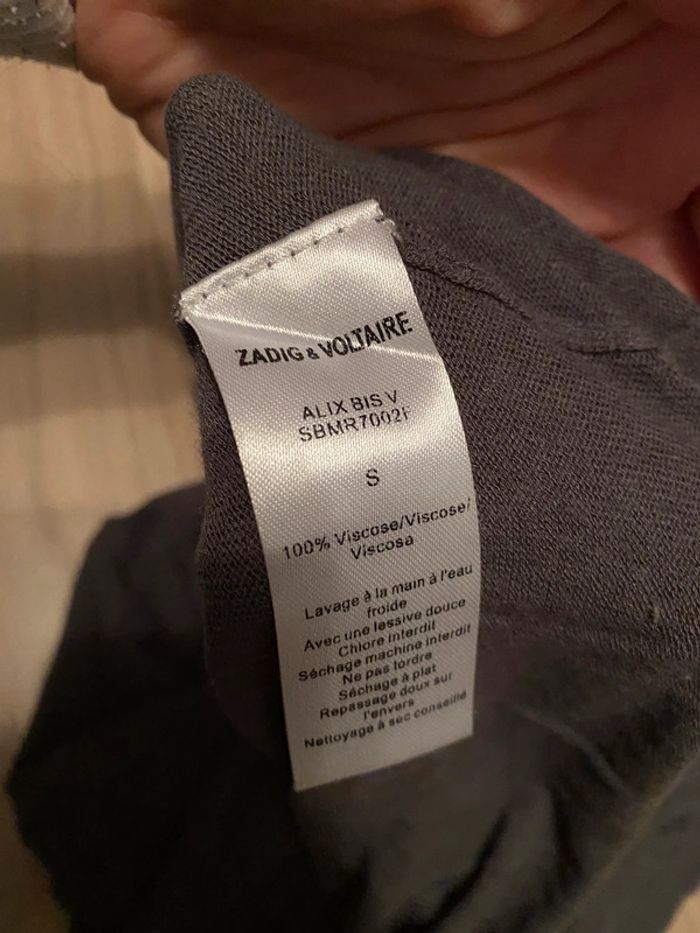 ZADIG & VOLTAIRE
ALIX BIS V
SBMR7002F
S
100% Viscose/Viscose/
Viscosa
Lavage à la main à l'eau
froide
Avec une lessive douce
Chlore interdit
Séchage machine interdit
Ne pas tordre
Séchage à plat
Repassage doux sur
l'envers
Nettoyage à sec conseillé